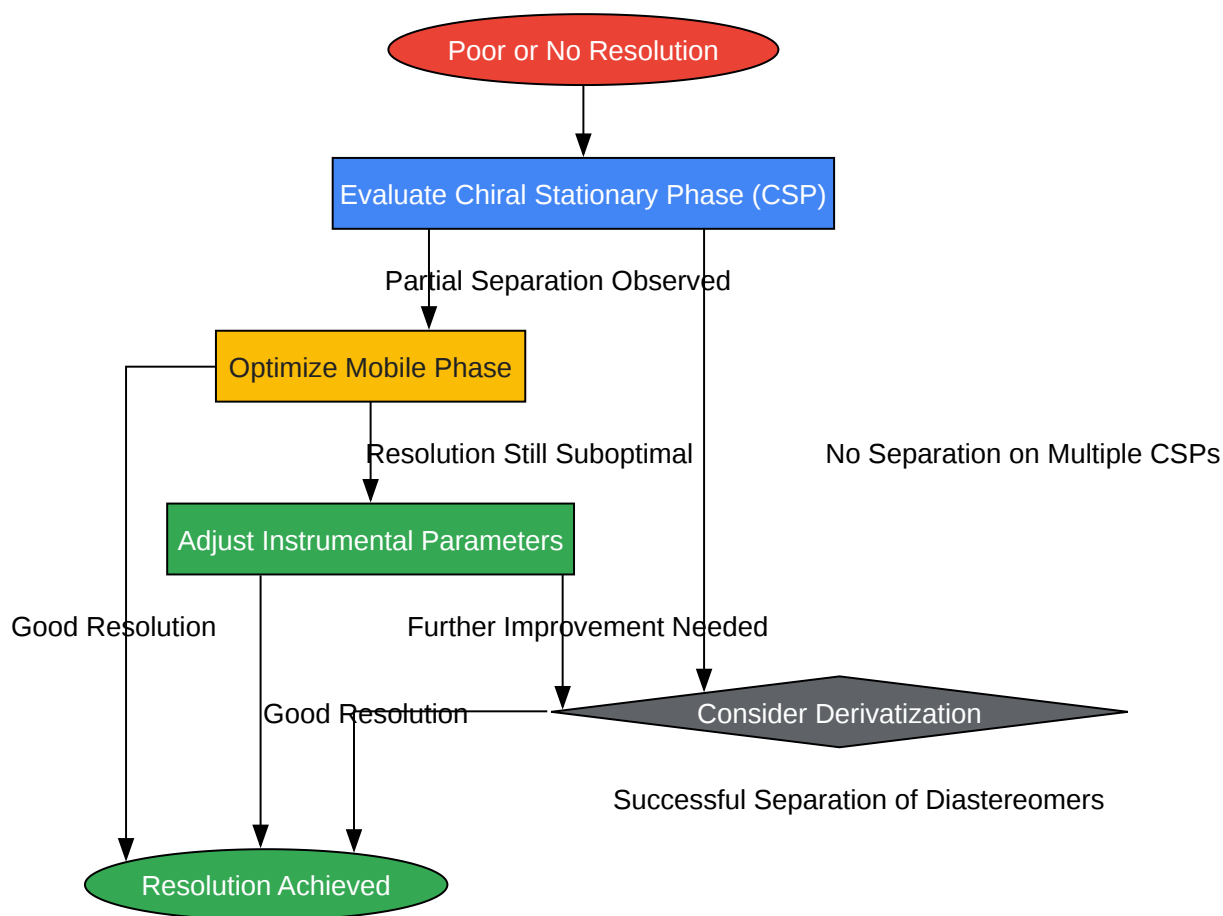 Poor or No Resolution
Evaluate Chiral Stationary Phase (CSP)
Partial Separation Observed
Optimize Mobile Phase
Resolution Still Suboptimal
No Separation on Multiple CSPs
Adjust Instrumental Parameters
Good Resolution
Further Improvement Needed
Good Resolution
Consider Derivatization
Successful Separation of Diastereomers
Resolution Achieved